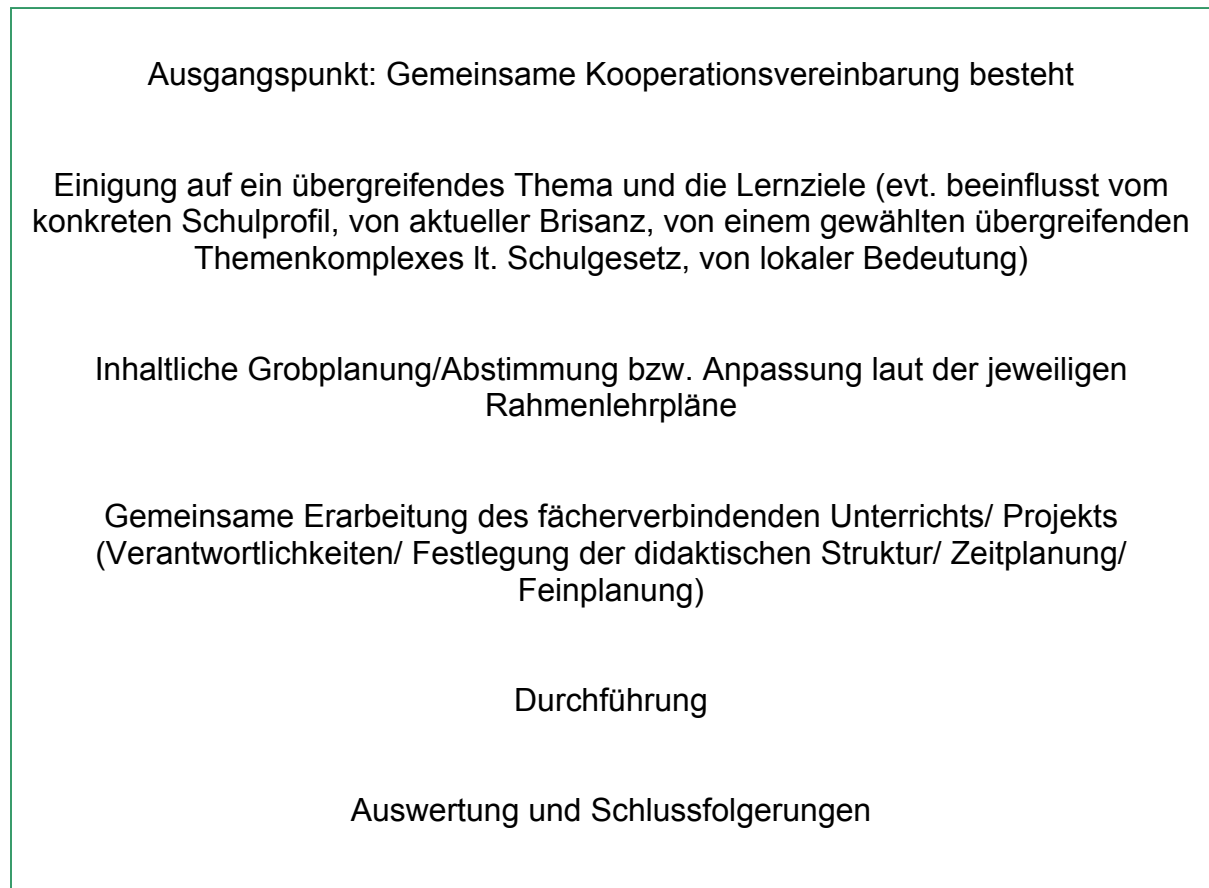 Ausgangspunkt: Gemeinsame Kooperationsvereinbarung besteht
Einigung auf ein übergreifendes Thema und die Lernziele (evt. beeinflusst vom
konkreten Schulprofil, von aktueller Brisanz, von einem gewählten übergreifenden
Themenkomplexes lt. Schulgesetz, von lokaler Bedeutung)
Inhaltliche Grobplanung/Abstimmung bzw. Anpassung laut der jeweiligen
Rahmenlehrpläne
Gemeinsame Erarbeitung des fächerverbindenden Unterrichts/ Projekts
(Verantwortlichkeiten/ Festlegung der didaktischen Struktur/ Zeitplanung/
Feinplanung)
Durchführung
Auswertung und Schlussfolgerungen